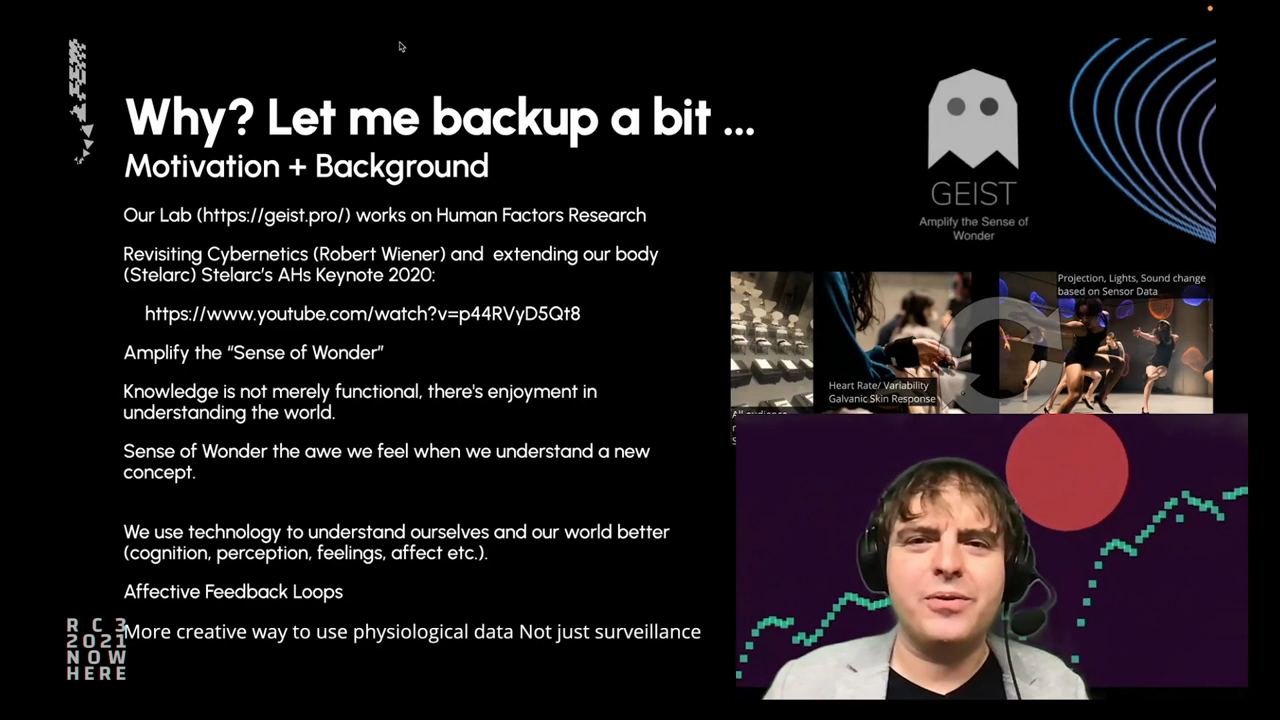 Why? Let me backup a bit ...
Motivation + Background
Our Lab (https://geist.pro/) works on Human Factors Research
Revisiting Cybernetics (Robert Wiener) and extending our body
(Stelarc) Stelarc's AHs Keynote 2020:
https://www.youtube.com/watch?v=p44RVyD5Qt8
Amplify the “Sense of Wonder”
Knowledge is not merely functional, there's enjoyment in
understanding the world.
Sense of Wonder the awe we feel when we understand a new
concept.
We use technology to understand ourselves and our world better
(cognition, perception, feelings, affect etc.).
Affective Feedback Loops
More creative way to use physiological data Not just surveillance
GEIST
Amplify the Sense of
Wonder
Projection, Lights, Sound change
based on Sensor Data
Heart Rate/ Variability
Galvanic Skin Response
All audience
R C 3
2021
NOW
HERE